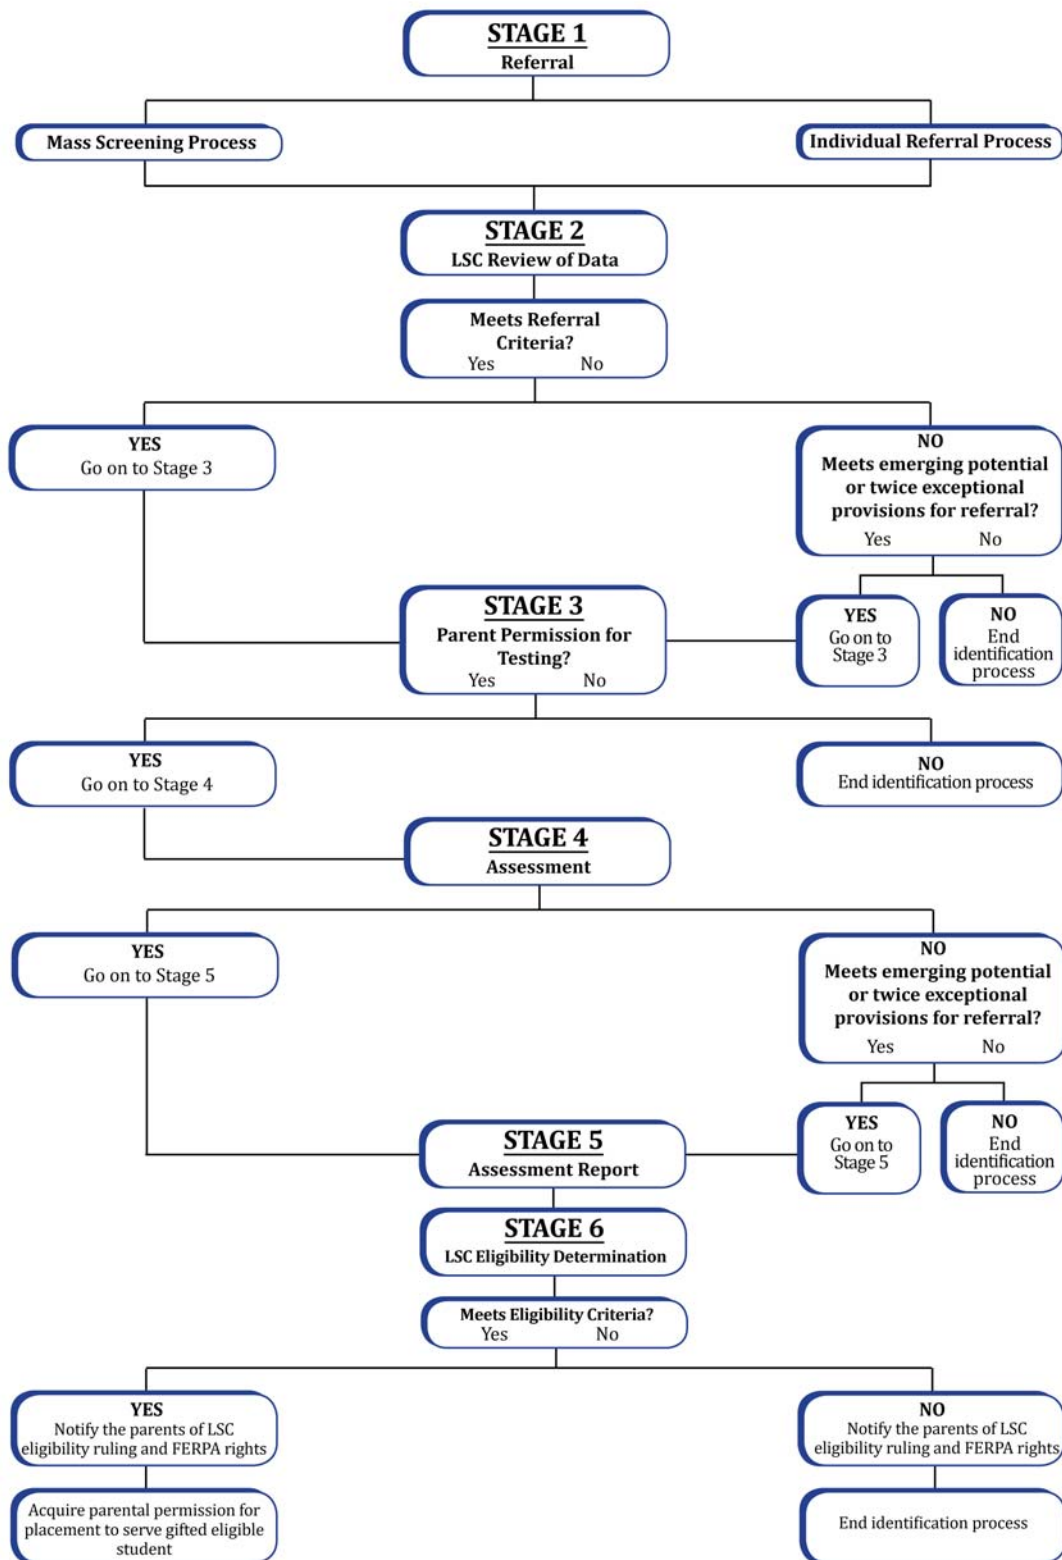 STAGE 1
Referral
Mass Screening Process
Individual Referral Process
STAGE 2
LSC Review of Data
Meets Referral
Criteria?
Yes No
YES
Go on to Stage 3
NO
Meets emerging potential
or twice exceptional
provisions for referral?
Yes No
YES
Go on to
Stage 3
NO
End
identification
process
STAGE 3
Parent Permission for
Testing?
Yes No
YES
Go on to Stage 4
NO
End identification process
STAGE 4
Assessment
YES
Go on to Stage 5
NO
Meets emerging potential
or twice exceptional
provisions for referral?
Yes No
YES
Go on to
Stage 5
NO
End
identification
process
STAGE 5
Assessment Report
STAGE 6
LSC Eligibility Determination
Meets Eligibility Criteria?
Yes No
YES
Notify the parents of LSC
eligibility ruling and FERPA rights
NO
Notify the parents of LSC
eligibility ruling and FERPA rights
Acquire parental permission for
placement to serve gifted eligible
student
End identification process